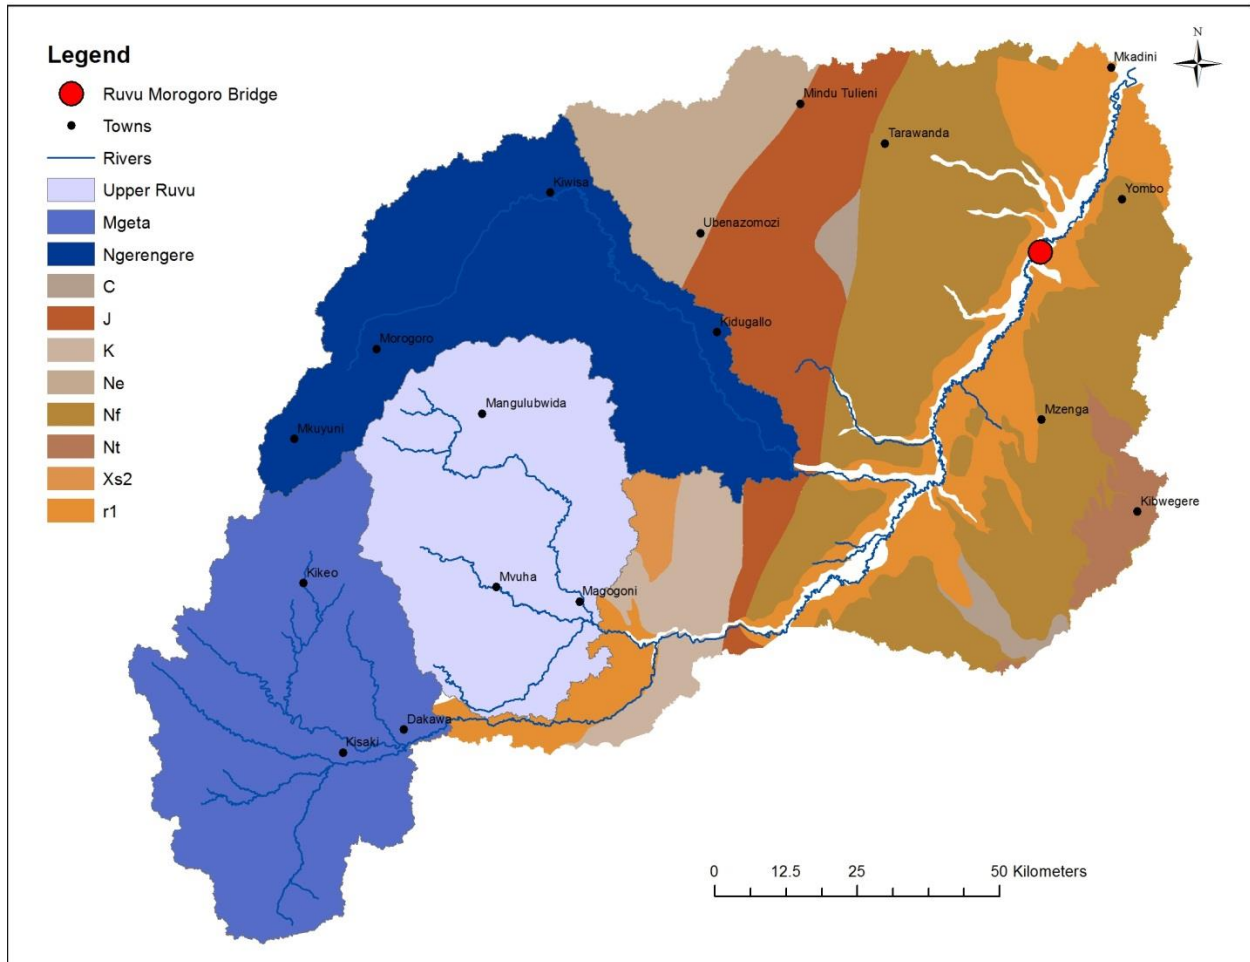 Legend
Ruvu Morogoro Bridge
Towns
Rivers
Upper Ruvu
Mgeta
Ngerengere
C
J
K
Ne
Nf
Nt
Xs2
r1
N
Mkadini
Mindu Tulieni
Tarawanda
Kiwisa
Yombo
Ubenazomozi
Kidugallo
Morogoro
Mangulubwida
Mzenga
Mkuyuni
Kibwegere
Kikeo
Mvuha
Magogoni
Dakawa
Kisaki
0 12.5 25 50 Kilometers